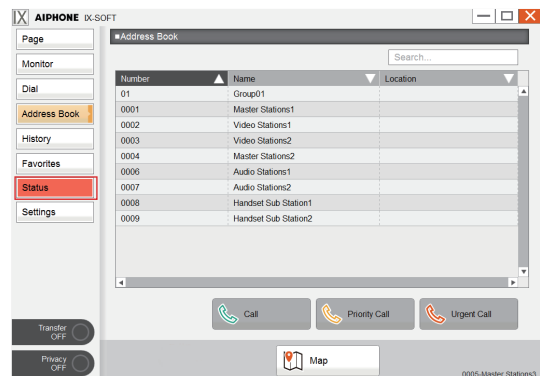 IX AIPHONE IX-SOFT
Page
Monitor
Dial
Address Book
History
Favorites
Status
Settings
Transfer
OFF
Privacy
OFF
■Address Book
Search...
Number Name Location
01 Group01
0001 Master Stations1
0002 Video Stations1
0003 Video Stations2
0004 Master Stations2
0006 Audio Stations1
0007 Audio Stations2
0008 Handset Sub Station1
0009 Handset Sub Station2
Call Priority Call Urgent Call
Map
0005-Master Stations3